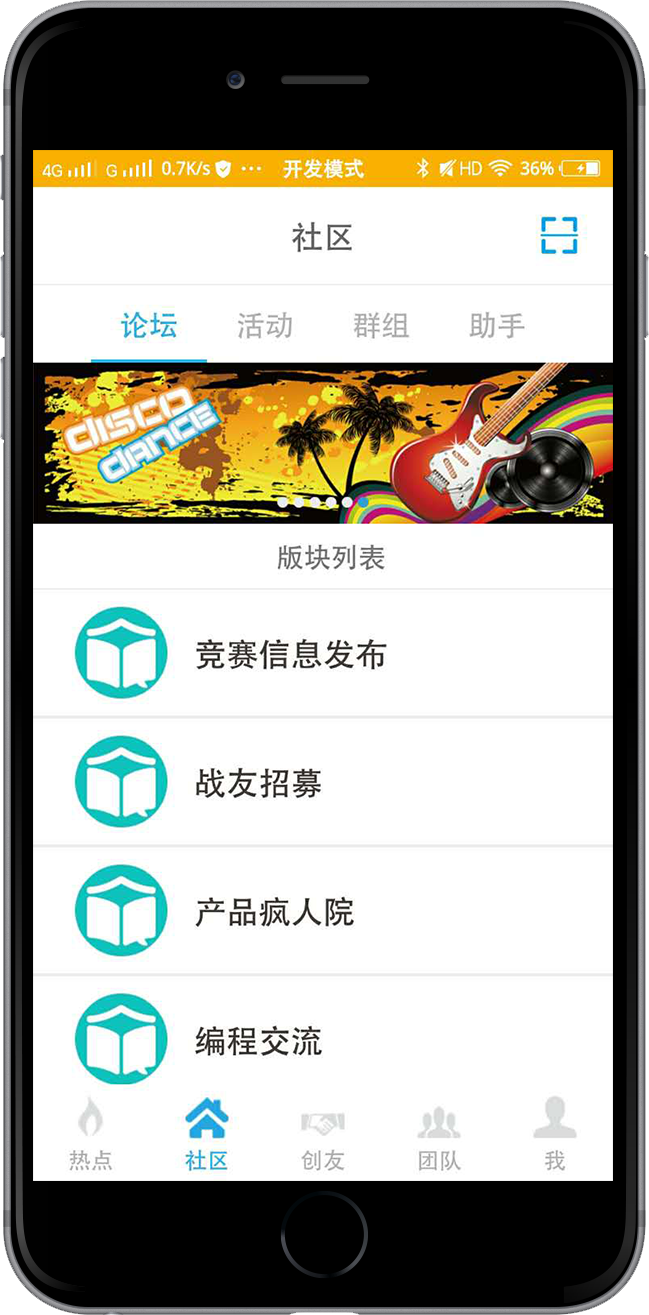 4G G 0.7K/s ··· 开发模式 HD 36%
社区
论坛 活动 群组 助手
DISCO
dANCE
版块列表
竞赛信息发布
战友招募
产品疯人院
编程交流
热点 社区 创友 团队 我